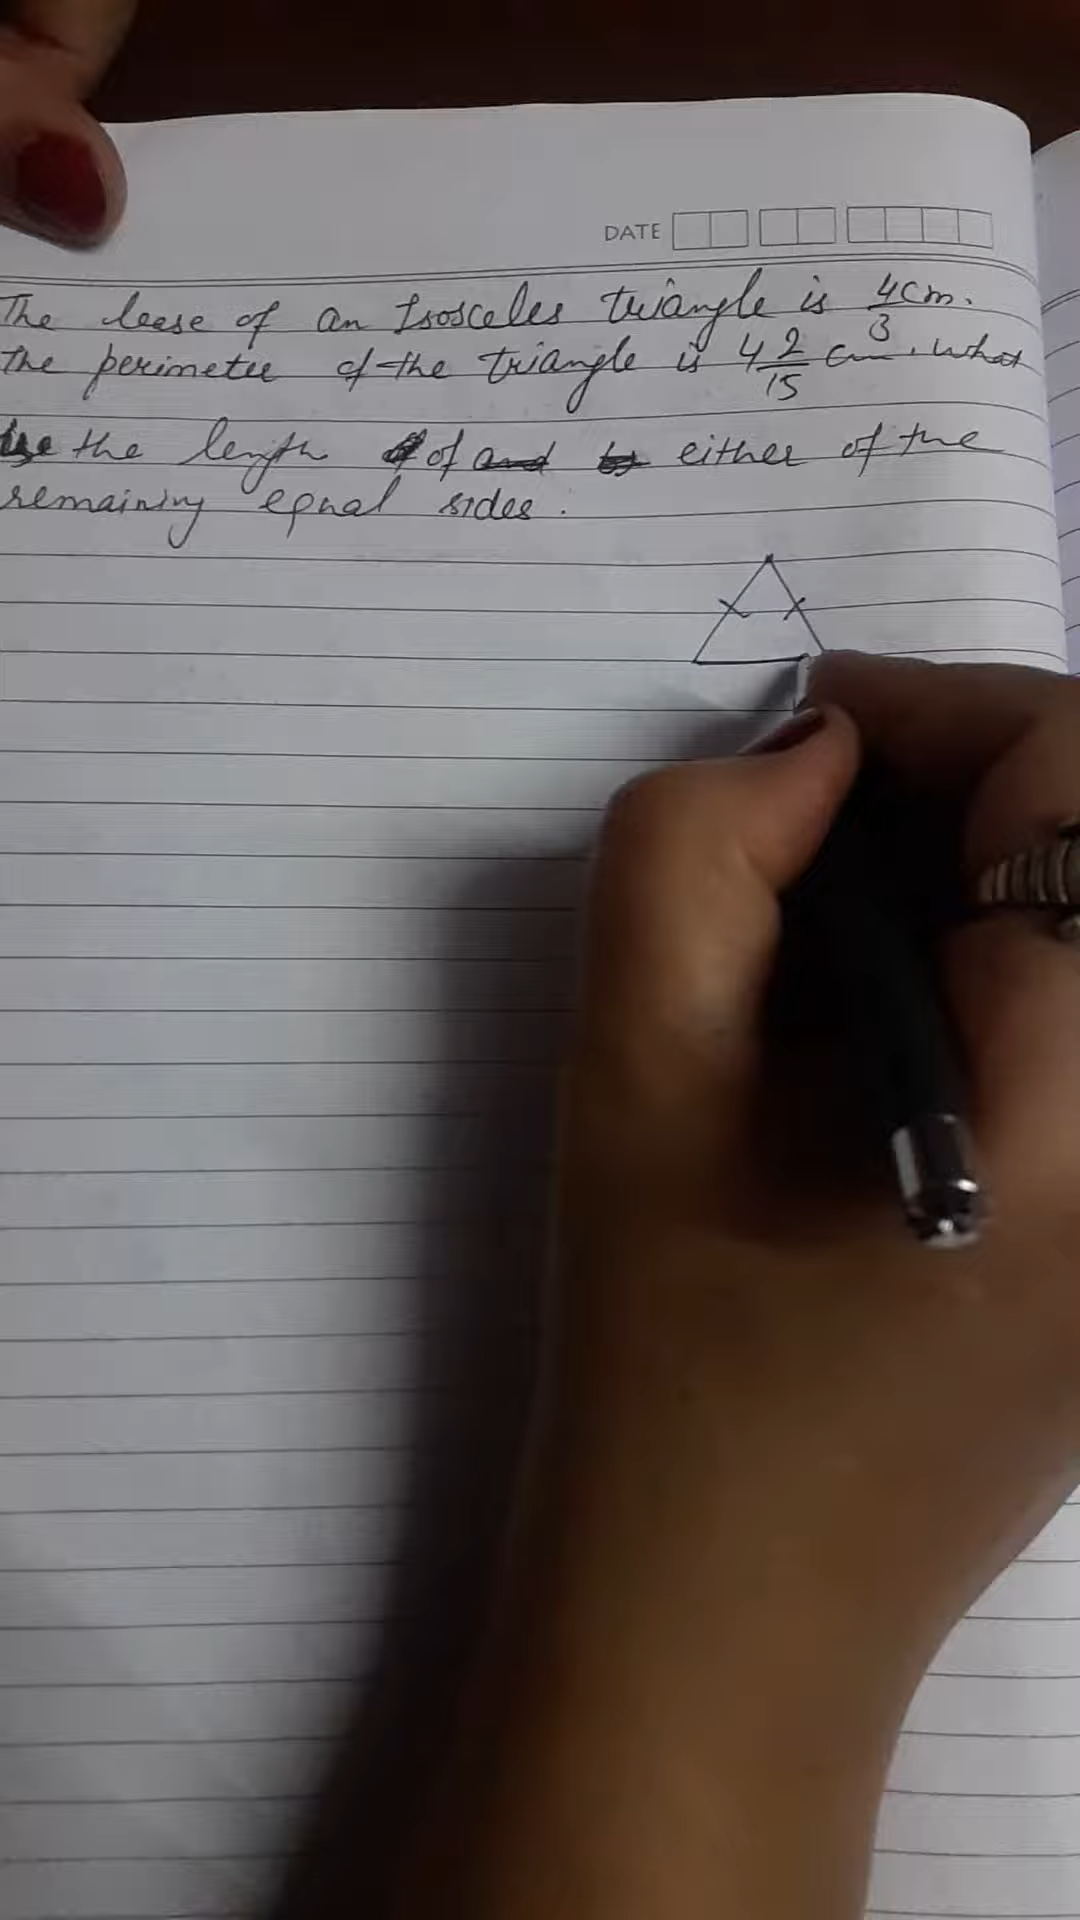 DATE
The base of an Isosceles triangle is 4/3 cm.
The perimeter of the triangle is 4 2/15 cm. What
is the length of either of the
remaining equal sides.